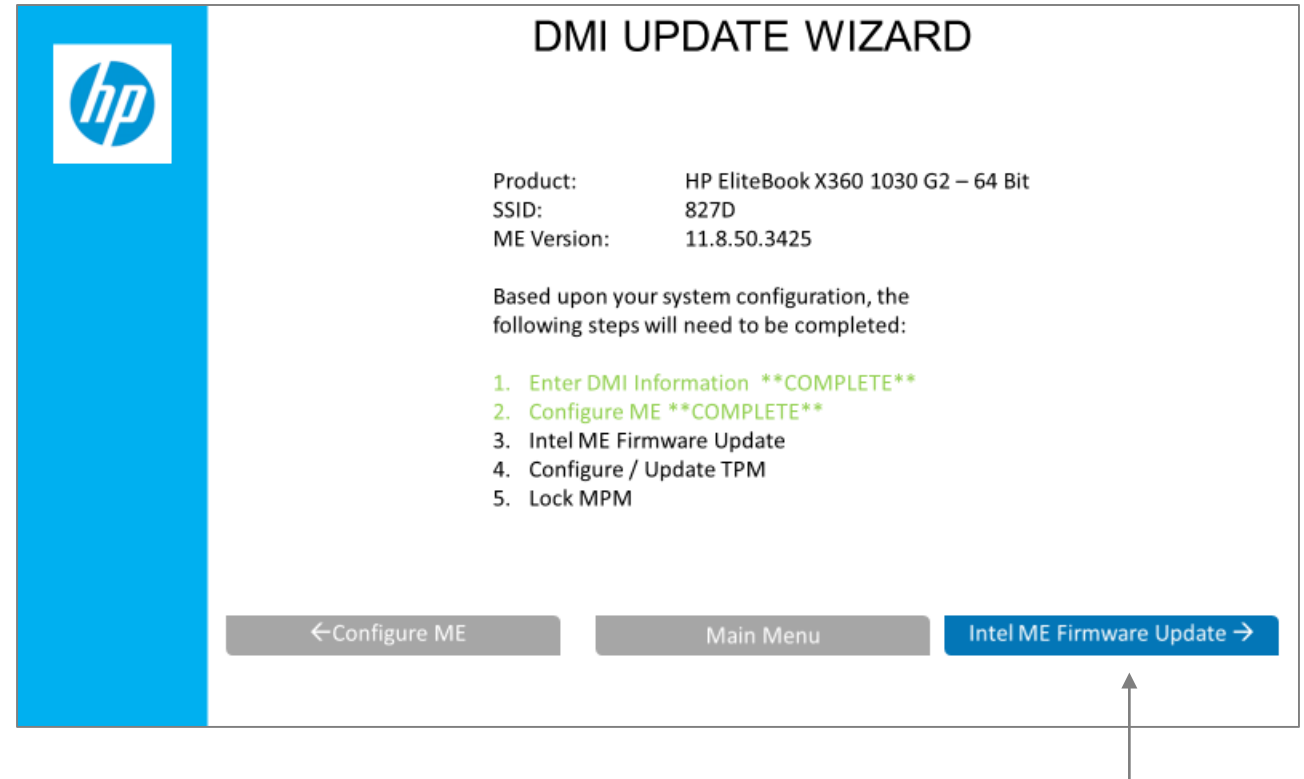 DMI UPDATE WIZARD
hp
Product: HP EliteBook X360 1030 G2 – 64 Bit
SSID: 827D
ME Version: 11.8.50.3425
Based upon your system configuration, the
following steps will need to be completed:
1. Enter DMI Information **COMPLETE**
2. Configure ME **COMPLETE**
3. Intel ME Firmware Update
4. Configure / Update TPM
5. Lock MPM
←Configure ME
Main Menu
Intel ME Firmware Update →